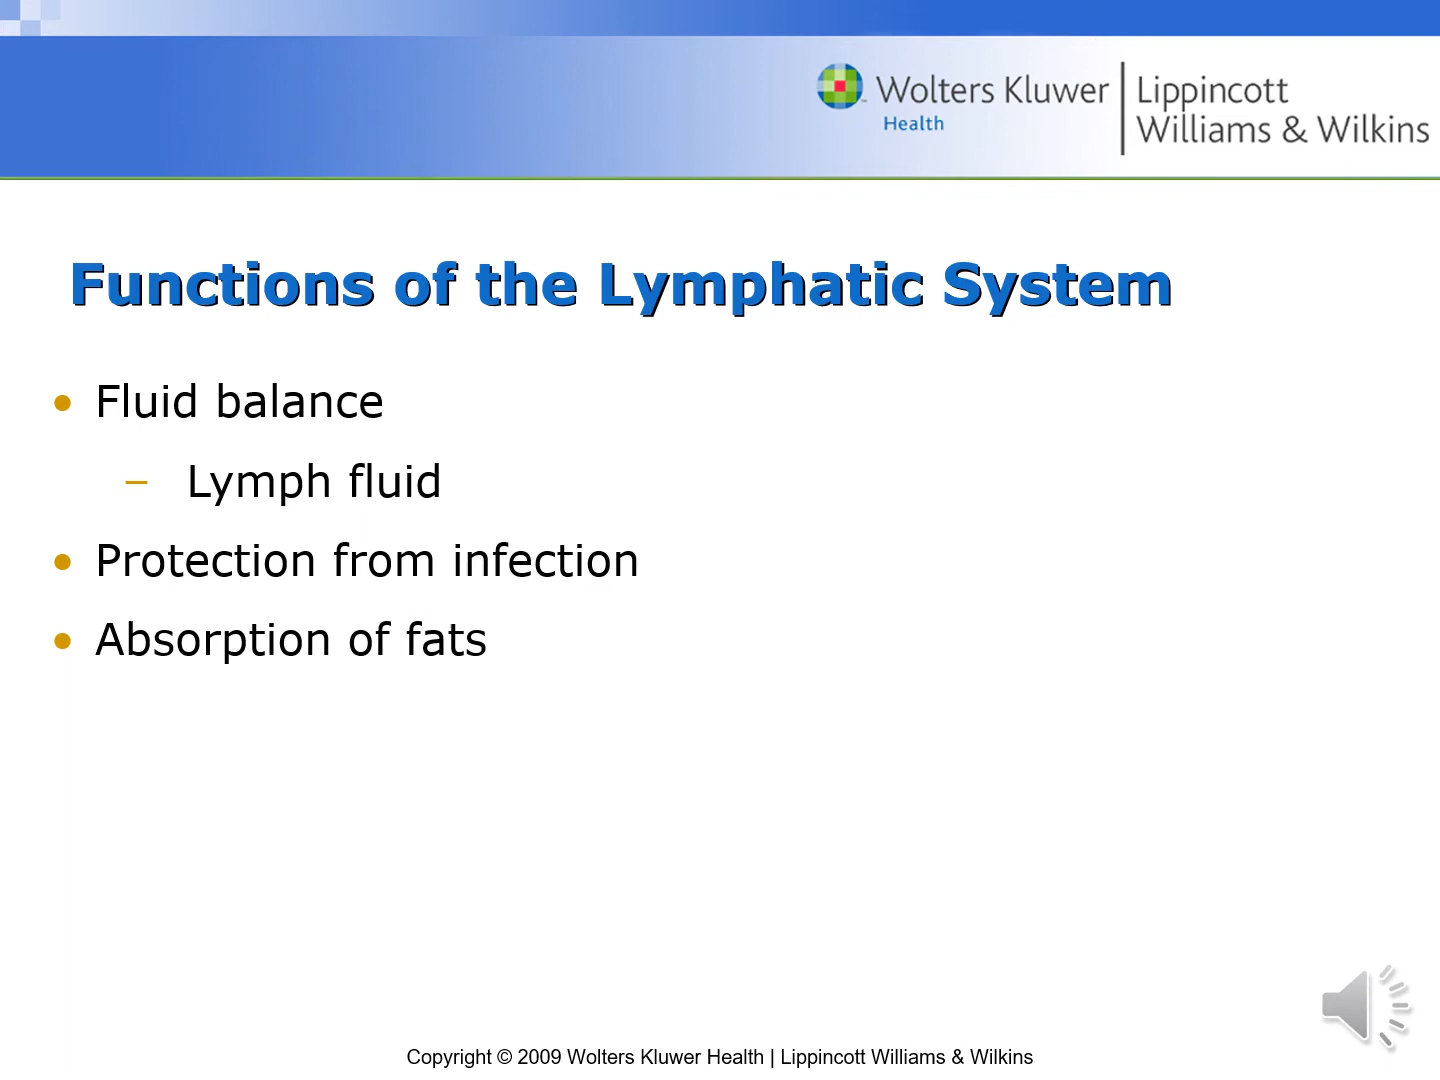 Wolters Kluwer
Health
Lippincott
Williams & Wilkins
Functions of the Lymphatic System
• Fluid balance
– Lymph fluid
• Protection from infection
• Absorption of fats
Copyright © 2009 Wolters Kluwer Health | Lippincott Williams & Wilkins